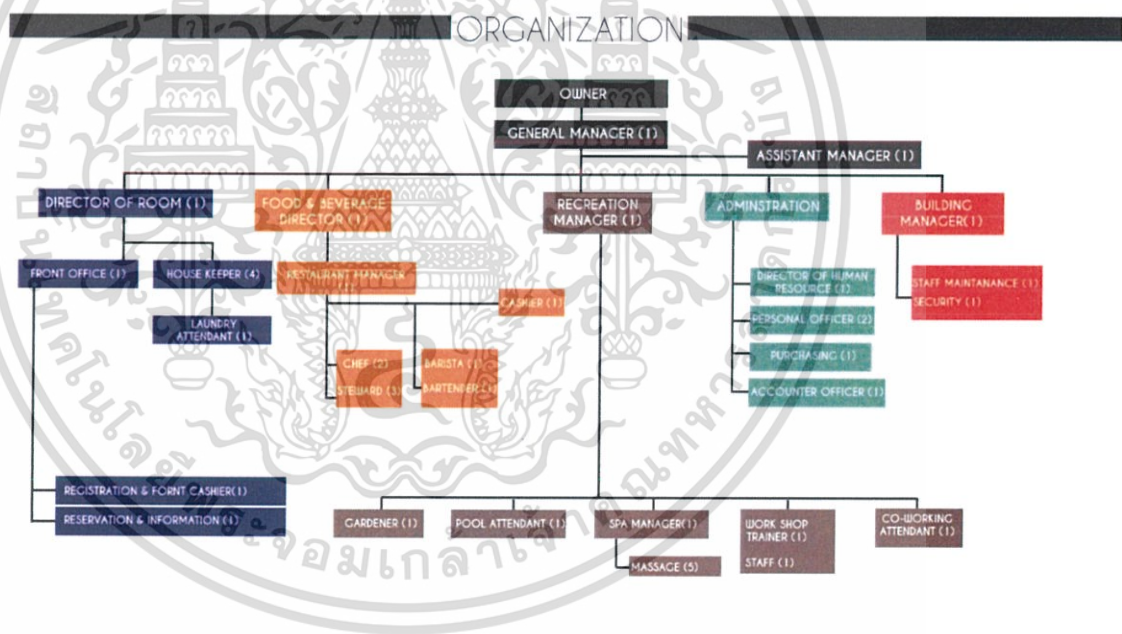 ORGANIZATION
OWNER
GENERAL MANAGER (1)
ASSISTANT MANAGER (1)
DIRECTOR OF ROOM (1)
FOOD & BEVERAGE
DIRECTOR (1)
RECREATION
MANAGER (1)
ADMINSTRATION
BUILDING
MANAGER(1)
FRONT OFFICE (1)
HOUSE KEEPER (4)
LAUNDRY
ATTENDANT (1)
RESTAURANT MANAGER
CASHIER (1)
CHEF (2)
STEWARD (3)
BARISTA (1)
BARTENDER (1)
DIRECTOR OF HUMAN
RESOURCE (1)
PERSONAL OFFICER (2)
PURCHASING (1)
ACCOUNTER OFFICER (1)
STAFF MAINTANANCE (1)
SECURITY (1)
REGISTRATION & FORNT CASHIER(1)
RESERVATION & INFORMATION (1)
GARDENER (1)
POOL ATTENDANT (1)
SPA MANAGER(1)
MASSAGE (5)
WORK SHOP
TRAINER (1)
STAFF (1)
CO-WORKING
ATTENDANT (1)